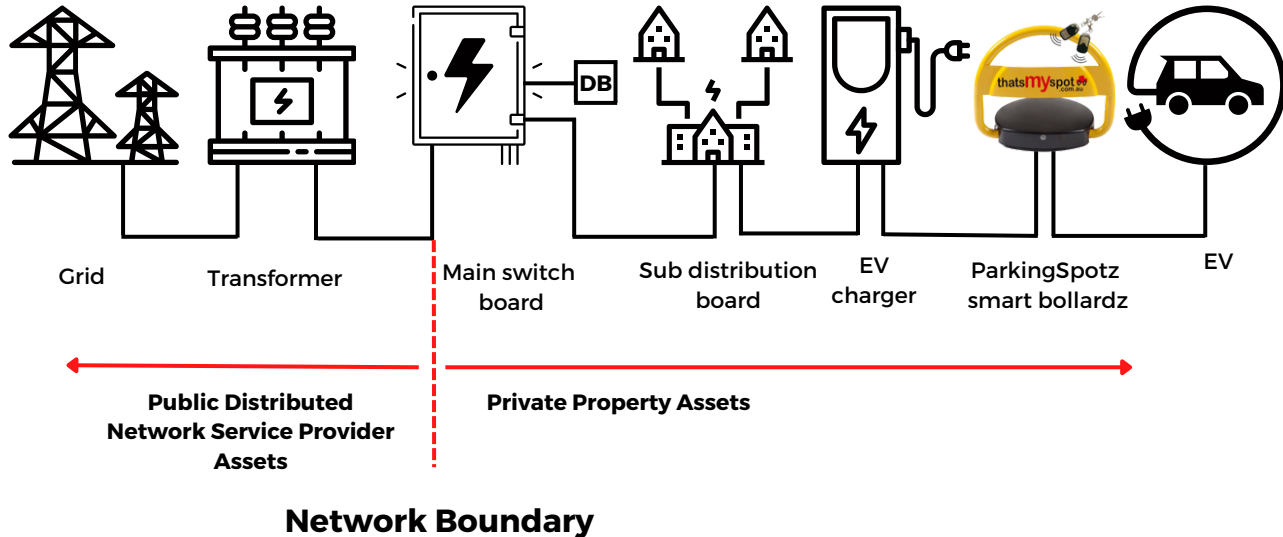 DB
thatsmyspot
.com.au
Grid
Transformer
Main switch
board
Sub distribution
board
EV
charger
ParkingSpotz
smart bollardz
EV
Public Distributed
Network Service Provider
Assets
Private Property Assets
Network Boundary